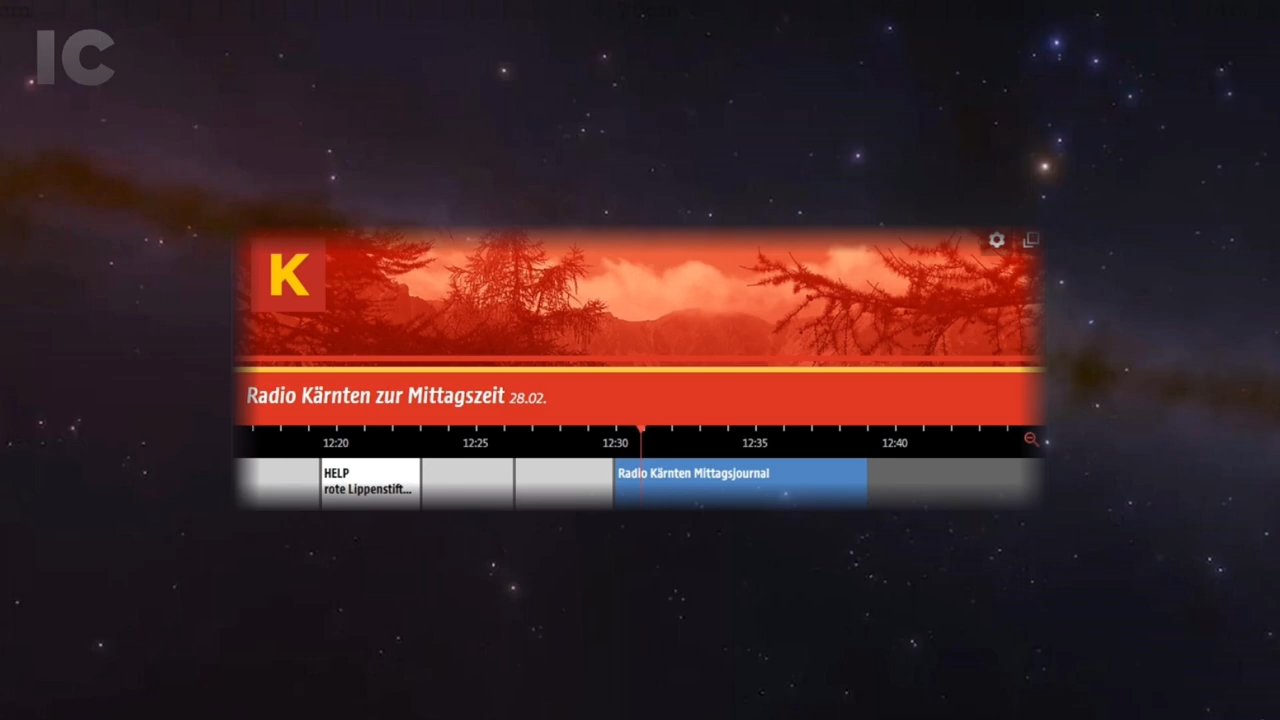 IC
K
Radio Kärnten zur Mittagszeit 28.02.
12:20 12:25 12:30 12:35 12:40
HELP
rote Lippenstift...
Radio Kärnten Mittagsjournal